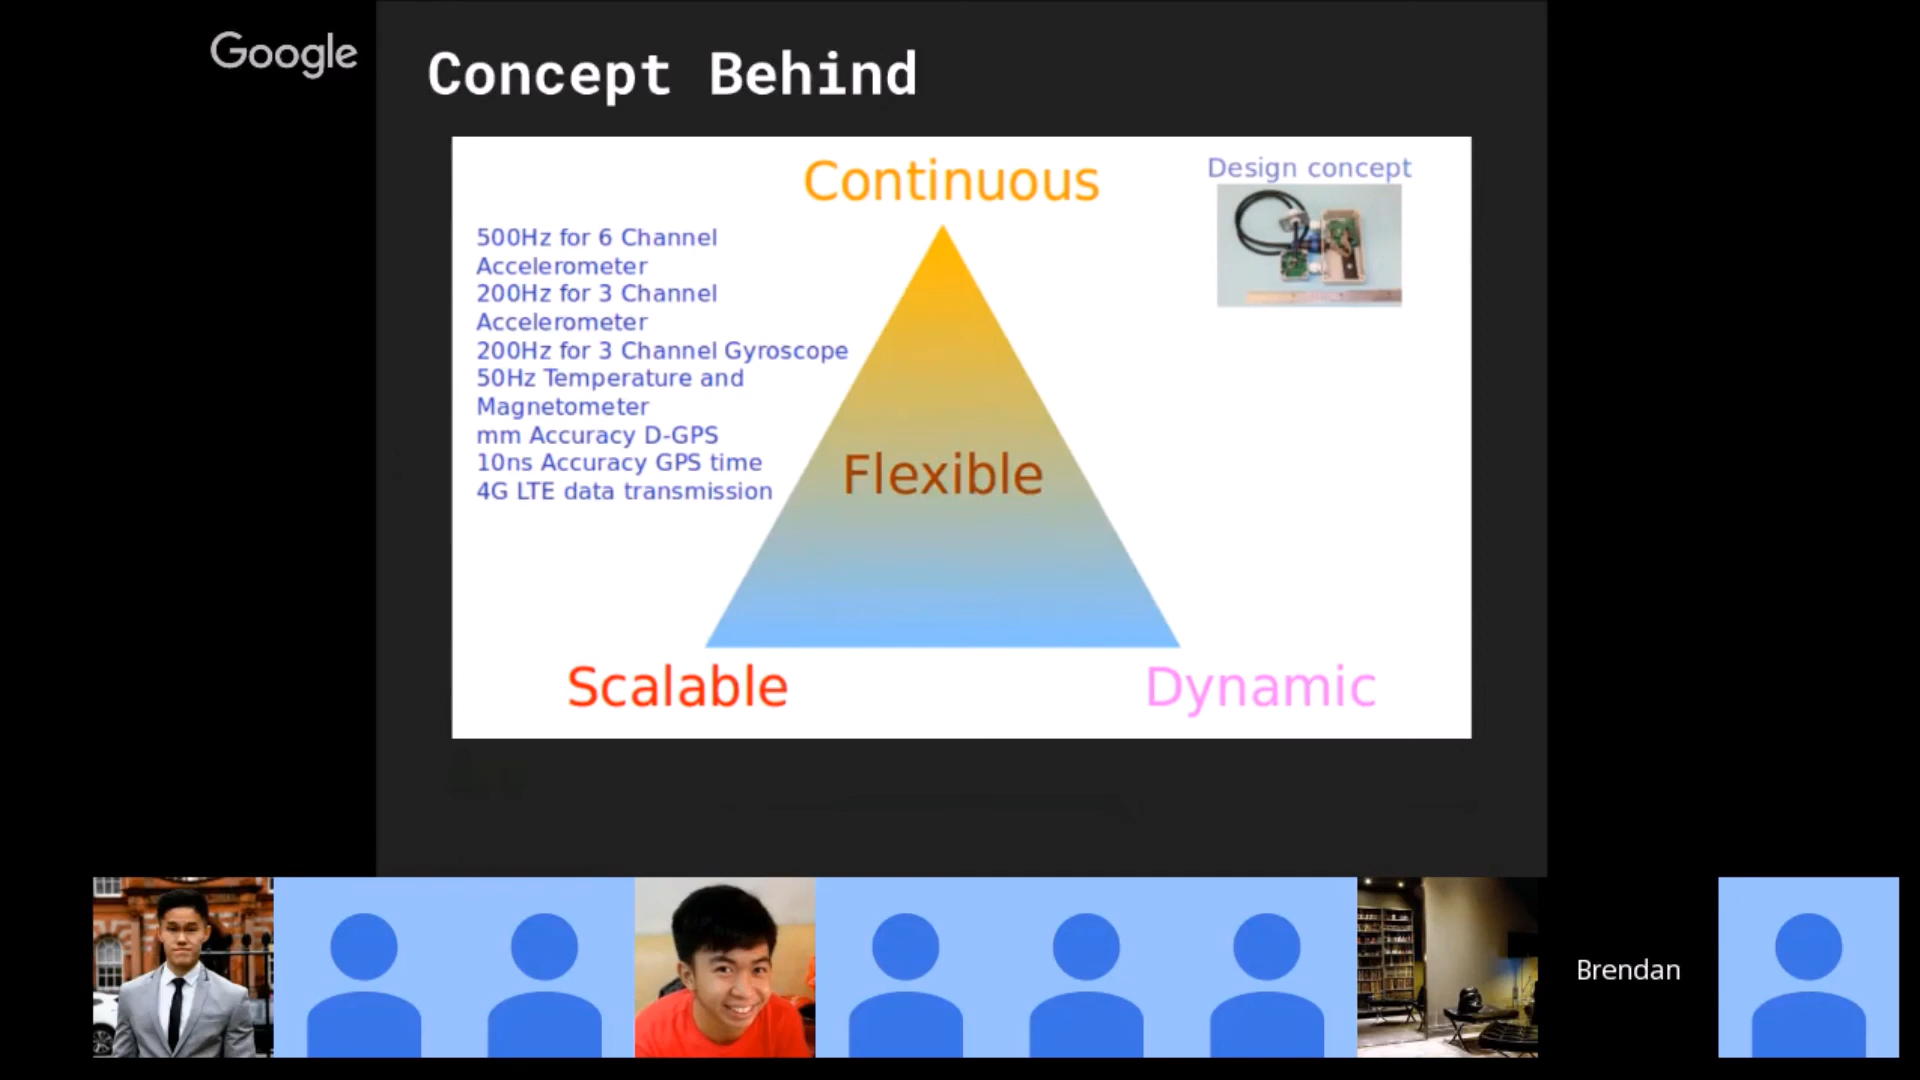 Google
Concept Behind
Continuous
Design concept
500Hz for 6 Channel
Accelerometer
200Hz for 3 Channel
Accelerometer
200Hz for 3 Channel Gyroscope
50Hz Temperature and
Magnetometer
mm Accuracy D-GPS
10ns Accuracy GPS time
4G LTE data transmission
Flexible
Scalable
Dynamic
Brendan